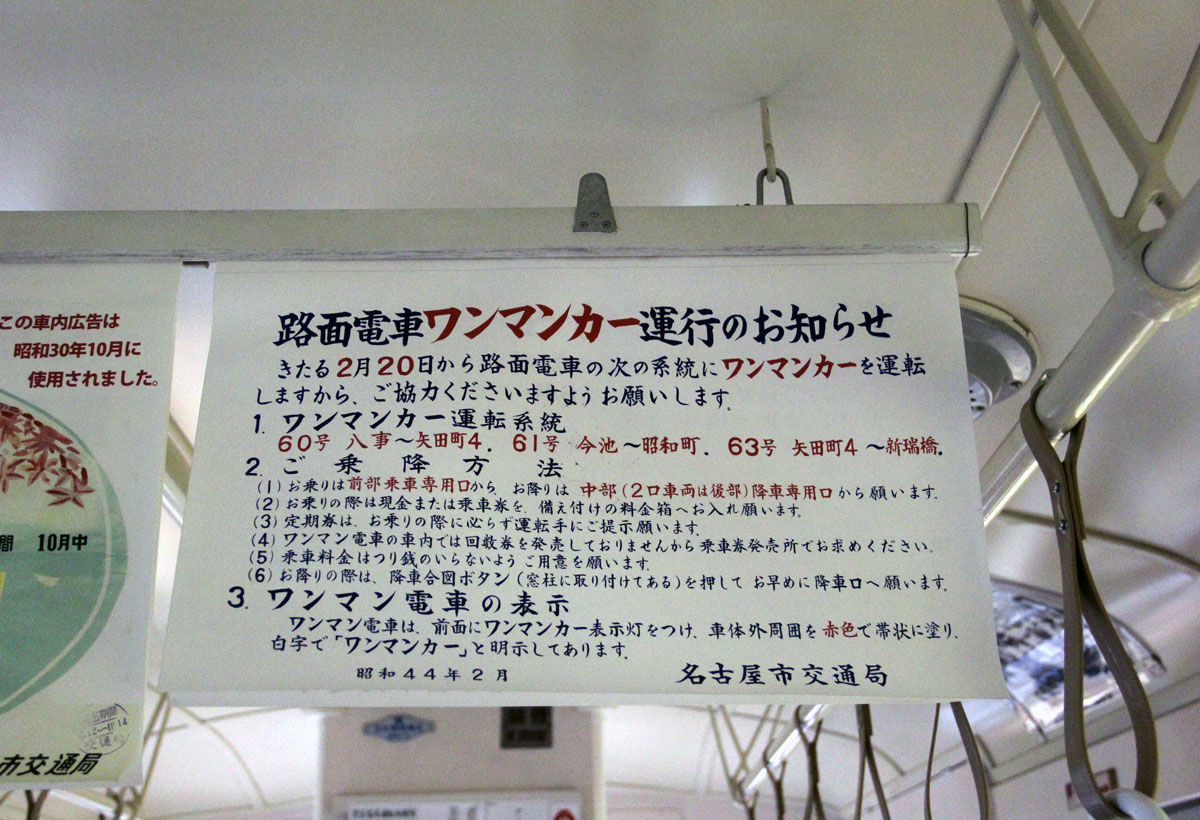 この車内広告は
昭和30年10月に
使用されました。
間 10月中
市交通局
路面電車ワンマンカー運行のお知らせ
きたる2月20日から路面電車の次の系統にワンマンカーを運転
しますから、ご協力くださいますようお願いします。
1. ワンマンカー運転系統
60号 八事～矢田町4. 61号 今池～昭和町. 63号 矢田町4～新瑞橋.
2. ご乗降方法
(1) お乗りは前部乗車専用口から、お降りは 中部(2口車両は後部)降車専用口から願います.
(2) お乗りの際は現金または乗車券を、備え付けの料金箱へお入れ願います.
(3) 定期券は、お乗りの際に必らず運転手にご提示願います.
(4) ワンマン電車の車内では回数券を発売しておりませんから乗車券発売所でお求めください.
(5) 乗車料金はつり銭のいらないようご用意を願います.
(6) お降りの際は、降車合図ボタン(窓柱に取り付けてある)を押して お早めに降車口へ願います.
3. ワンマン電車の表示
ワンマン電車は、前面にワンマンカー表示灯をつけ、車体外周囲を赤色で帯状に塗り.
白字で「ワンマンカー」と明示してあります.
昭和44年2月 名古屋市交通局